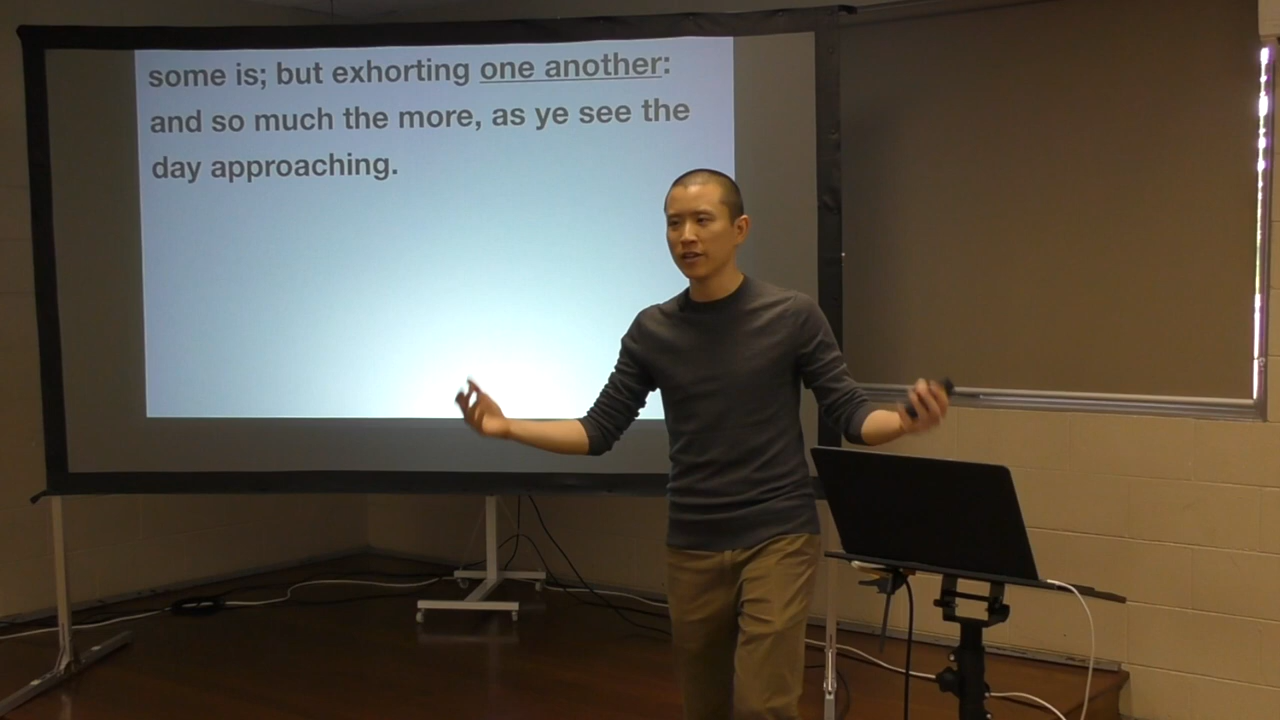 some is; but exhorting one another:
and so much the more, as ye see the
day approaching.